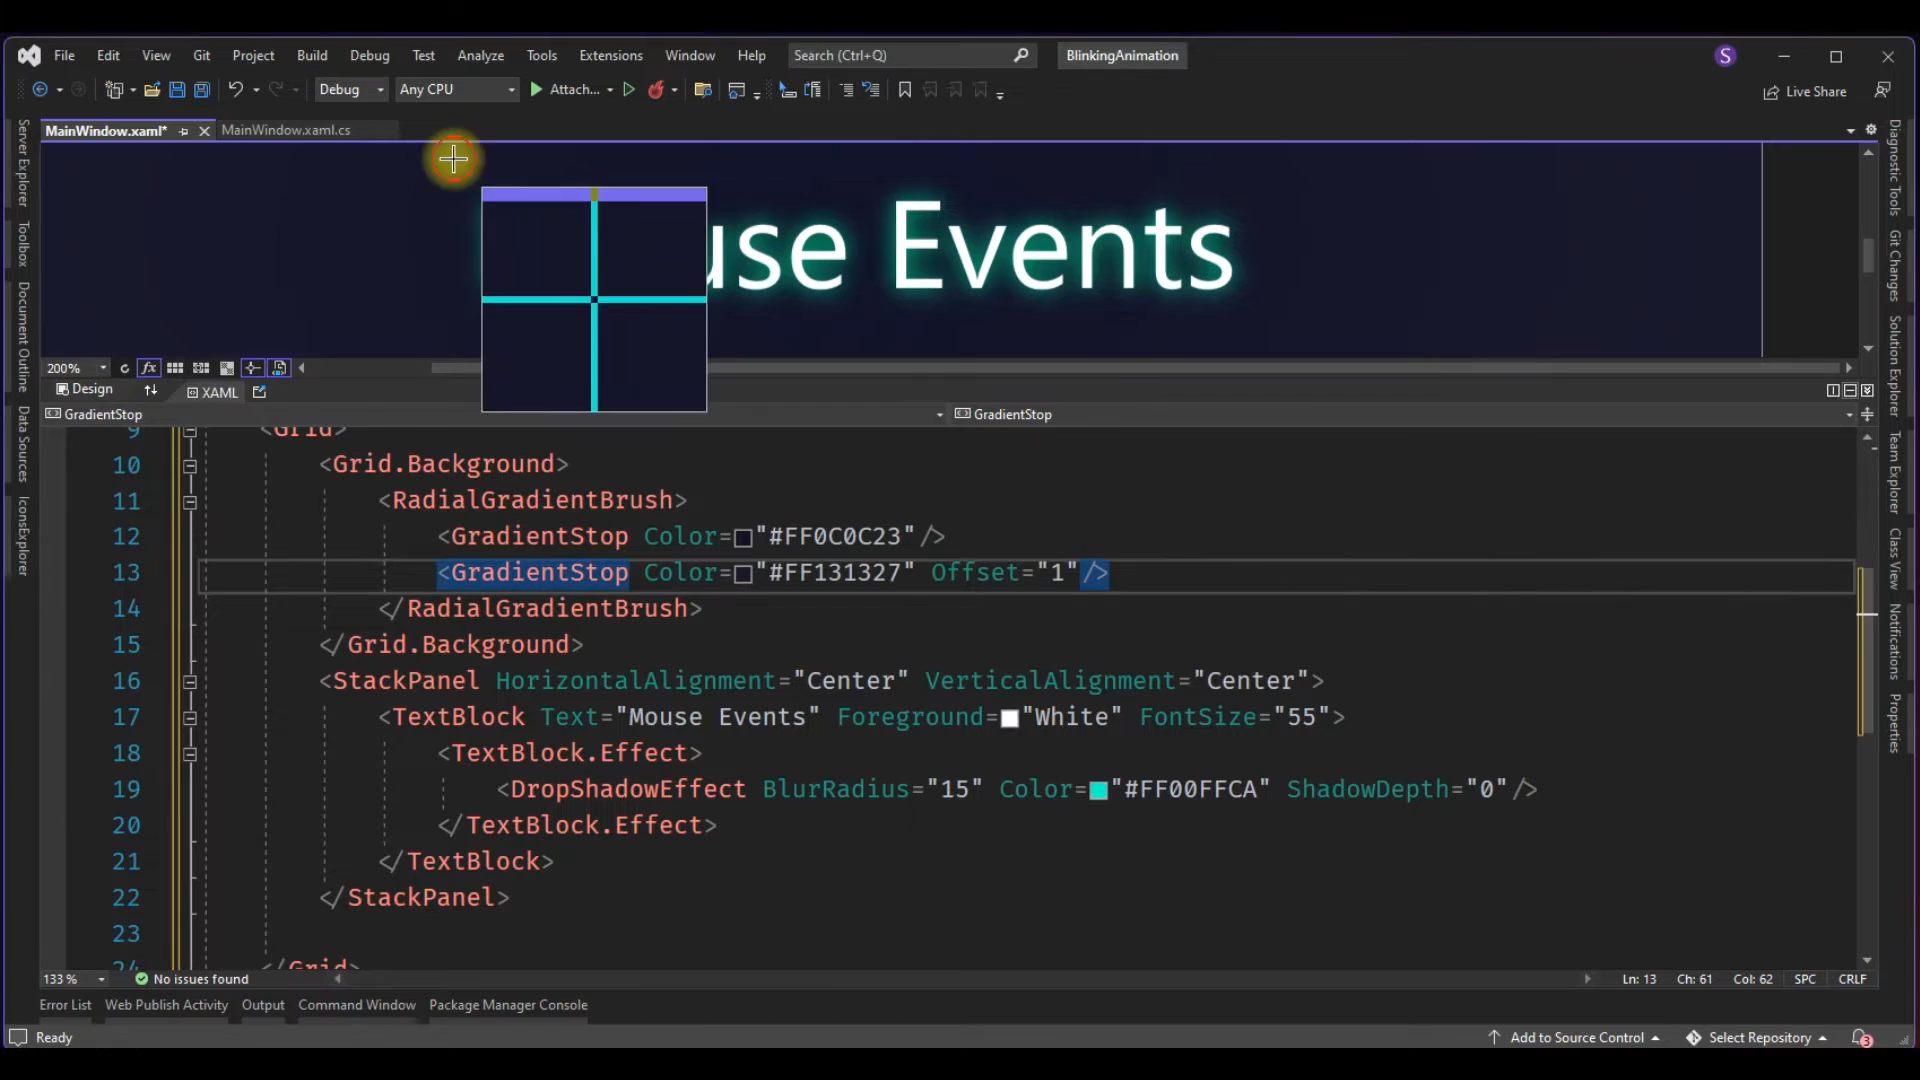 File Edit View Git Project Build Debug Test Analyze Tools Extensions Window Help Search (Ctrl+Q) BlinkingAnimation S
Debug Any CPU Attach... Live Share
MainWindow.xaml* MainWindow.xaml.cs
use Events
200% fx
Design XAML
GradientStop GradientStop
9 <Grid>
10 <Grid.Background>
11 <RadialGradientBrush>
12 <GradientStop Color="#FF0C0C23"/>
13 <GradientStop Color="#FF131327" Offset="1"/>
14 </RadialGradientBrush>
15 </Grid.Background>
16 <StackPanel HorizontalAlignment="Center" VerticalAlignment="Center">
17 <TextBlock Text="Mouse Events" Foreground="White" FontSize="55">
18 <TextBlock.Effect>
19 <DropShadowEffect BlurRadius="15" Color="#FF00FFCA" ShadowDepth="0"/>
20 </TextBlock.Effect>
21 </TextBlock>
22 </StackPanel>
23
24 </Grid>
133 % No issues found Ln: 13 Ch: 61 Col: 62 SPC CRLF
Error List Web Publish Activity Output Command Window Package Manager Console
Ready Add to Source Control Select Repository 3
Server Explorer
Toolbox
Document Outline
Data Sources
IconsExplorer
Diagnostic Tools
Git Changes
Solution Explorer
Team Explorer
Class View
Notifications
Properties